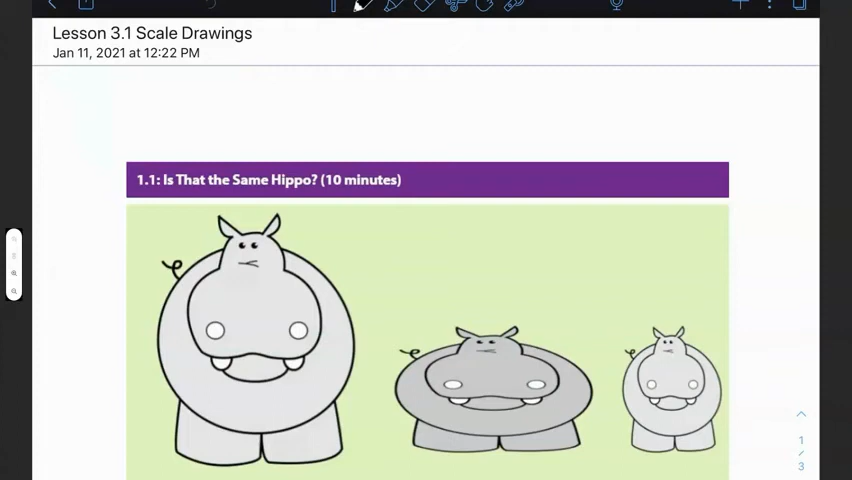 Lesson 3.1 Scale Drawings
Jan 11, 2021 at 12:22 PM
1.1: Is That the Same Hippo? (10 minutes)
1
/
3